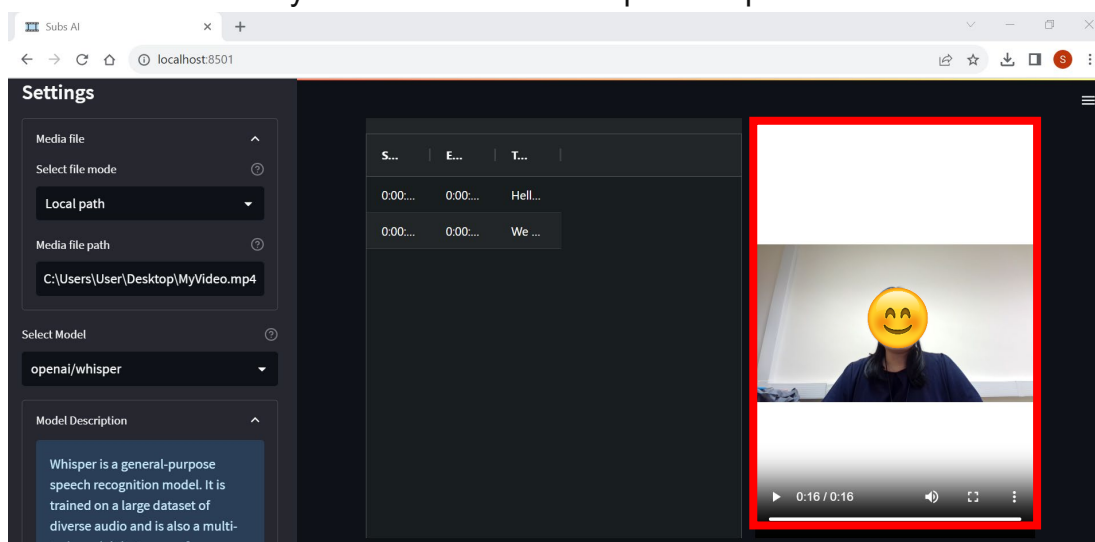 Subs AI
localhost:8501
S
Settings
Media file
Select file mode
Local path
Media file path
C:\Users\User\Desktop\MyVideo.mp4
Select Model
openai/whisper
Model Description
Whisper is a general-purpose
speech recognition model. It is
trained on a large dataset of
diverse audio and is also a multi-
S... E... T...
0:00:... 0:00:... Hell...
0:00:... 0:00:... We ...
0:16 / 0:16